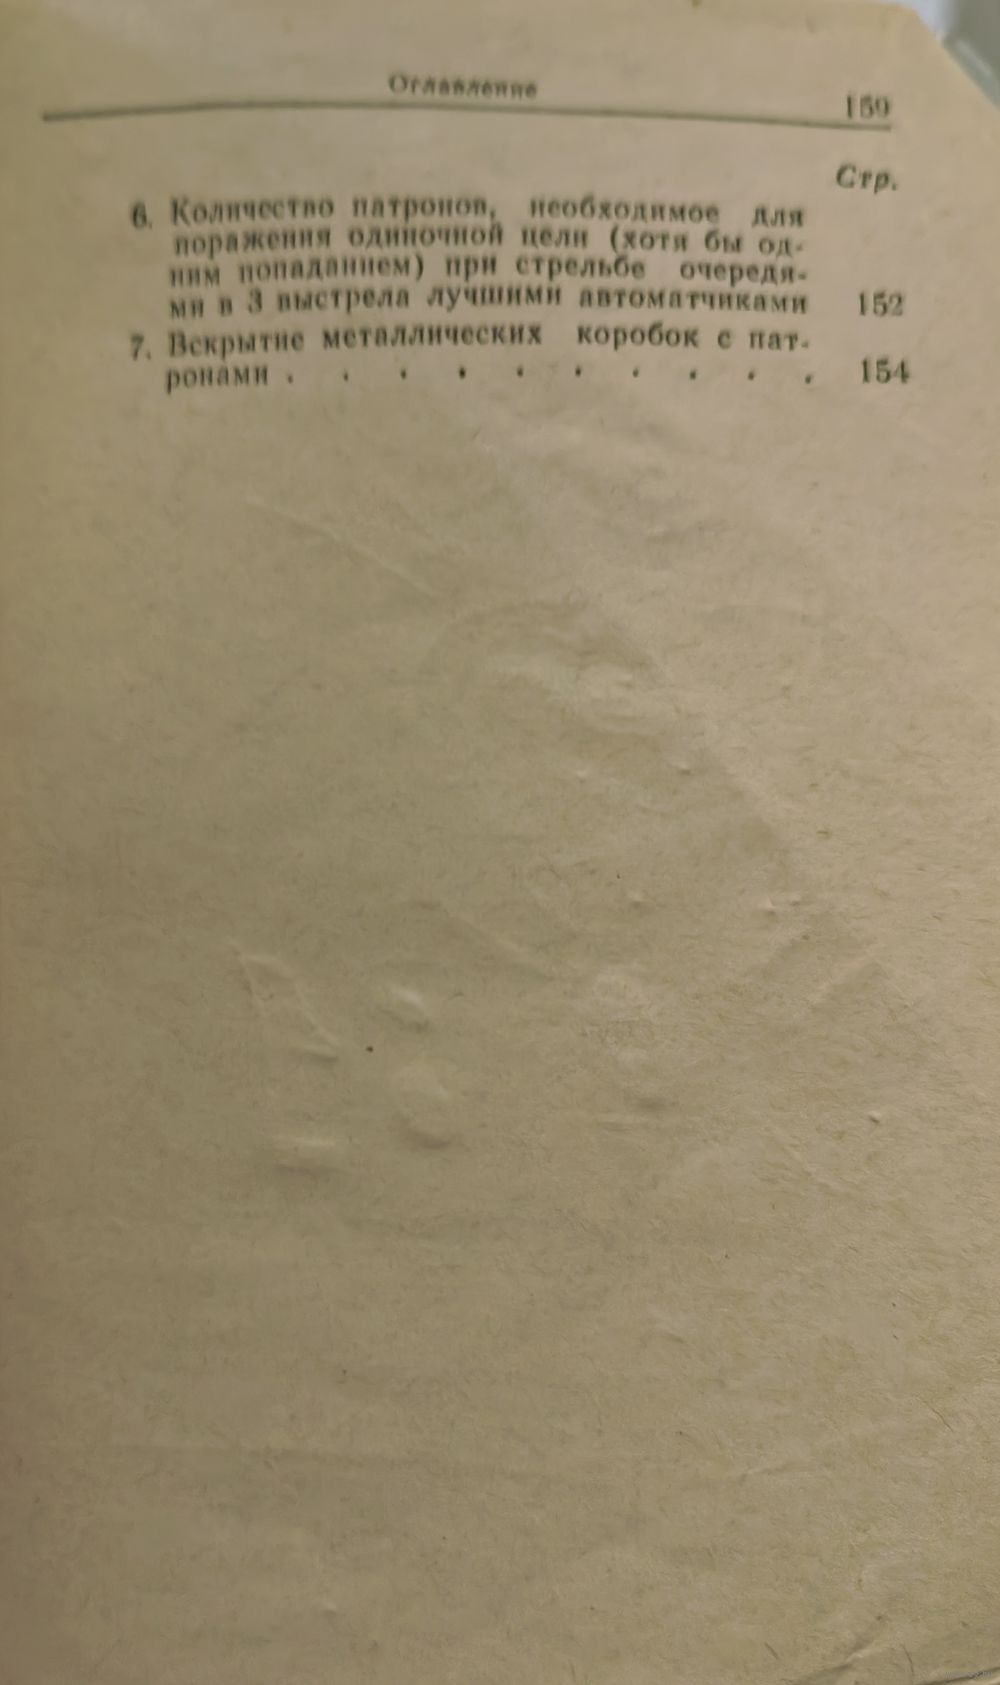 Оглавление
159
Стр.
6. Количество патронов, необходимое для
поражения одиночной цели (хотя бы од-
ним попаданием) при стрельбе очередя-
ми в 3 выстрела лучшими автоматчиками 152
7. Вскрытие металлических коробок с пат-
ронами . . . . . . . . . . 154